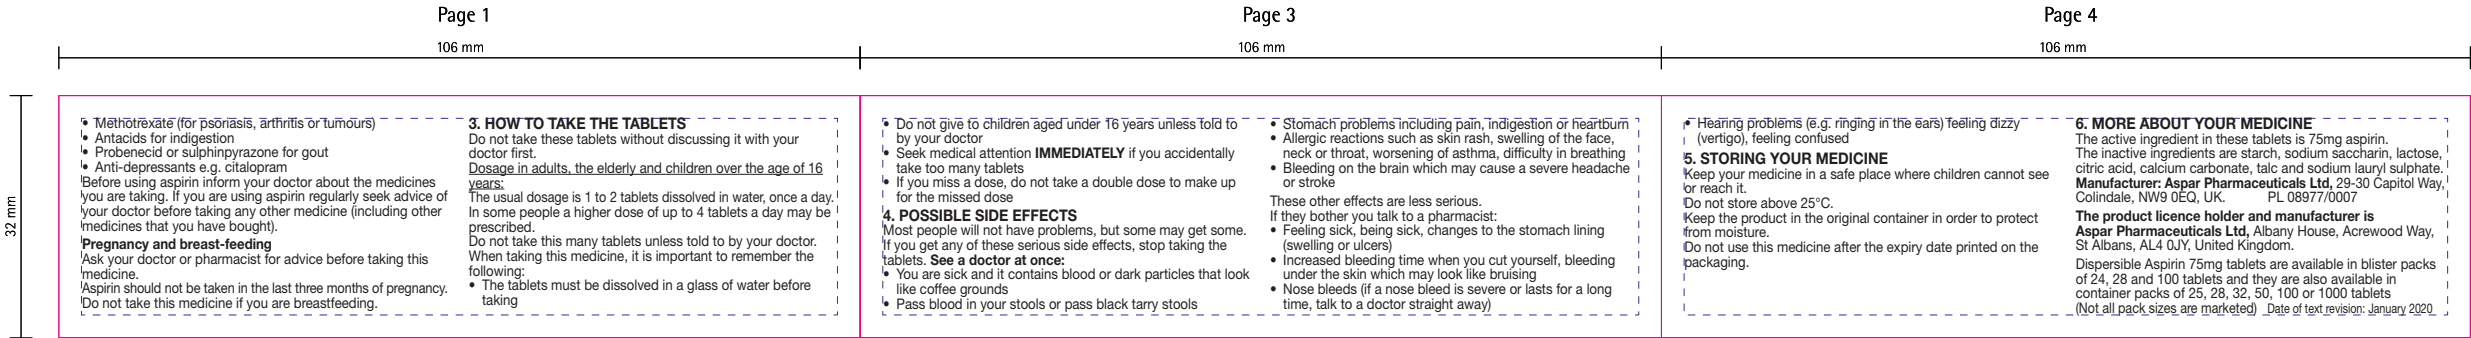 Page 1
Page 3
Page 4
106 mm
106 mm
106 mm
32 mm
• Methotrexate (for psoriasis, arthritis or tumours)
• Antacids for indigestion
• Probenecid or sulphinpyrazone for gout
• Anti-depressants e.g. citalopram
Before using aspirin inform your doctor about the medicines
you are taking. If you are using aspirin regularly seek advice of
your doctor before taking any other medicine (including other
medicines that you have bought).
Pregnancy and breast-feeding
Ask your doctor or pharmacist for advice before taking this
medicine.
Aspirin should not be taken in the last three months of pregnancy.
Do not take this medicine if you are breastfeeding.
3. HOW TO TAKE THE TABLETS
Do not take these tablets without discussing it with your
doctor first.
Dosage in adults, the elderly and children over the age of 16
years:
The usual dosage is 1 to 2 tablets dissolved in water, once a day.
In some people a higher dose of up to 4 tablets a day may be
prescribed.
Do not take this many tablets unless told to by your doctor.
When taking this medicine, it is important to remember the
following:
• The tablets must be dissolved in a glass of water before
taking
• Do not give to children aged under 16 years unless told to
by your doctor
• Seek medical attention IMMEDIATELY if you accidentally
take too many tablets
• If you miss a dose, do not take a double dose to make up
for the missed dose
4. POSSIBLE SIDE EFFECTS
Most people will not have problems, but some may get some.
If you get any of these serious side effects, stop taking the
tablets. See a doctor at once:
• You are sick and it contains blood or dark particles that look
like coffee grounds
• Pass blood in your stools or pass black tarry stools
• Stomach problems including pain, indigestion or heartburn
• Allergic reactions such as skin rash, swelling of the face,
neck or throat, worsening of asthma, difficulty in breathing
• Bleeding on the brain which may cause a severe headache
or stroke
These other effects are less serious.
If they bother you talk to a pharmacist:
• Feeling sick, being sick, changes to the stomach lining
(swelling or ulcers)
• Increased bleeding time when you cut yourself, bleeding
under the skin which may look like bruising
• Nose bleeds (if a nose bleed is severe or lasts for a long
time, talk to a doctor straight away)
• Hearing problems (e.g. ringing in the ears) feeling dizzy
(vertigo), feeling confused
5. STORING YOUR MEDICINE
Keep your medicine in a safe place where children cannot see
or reach it.
Do not store above 25°C.
Keep the product in the original container in order to protect
from moisture.
Do not use this medicine after the expiry date printed on the
packaging.
6. MORE ABOUT YOUR MEDICINE
The active ingredient in these tablets is 75mg aspirin.
The inactive ingredients are starch, sodium saccharin, lactose,
citric acid, calcium carbonate, talc and sodium lauryl sulphate.
Manufacturer: Aspar Pharmaceuticals Ltd, 29-30 Capitol Way,
Colindale, NW9 0EQ, UK. PL 08977/0007
The product licence holder and manufacturer is
Aspar Pharmaceuticals Ltd, Albany House, Acrewood Way,
St Albans, AL4 0JY, United Kingdom.
Dispersible Aspirin 75mg tablets are available in blister packs
of 24, 28 and 100 tablets and they are also available in
container packs of 25, 28, 32, 50, 100 or 1000 tablets
(Not all pack sizes are marketed) Date of text revision: January 2020